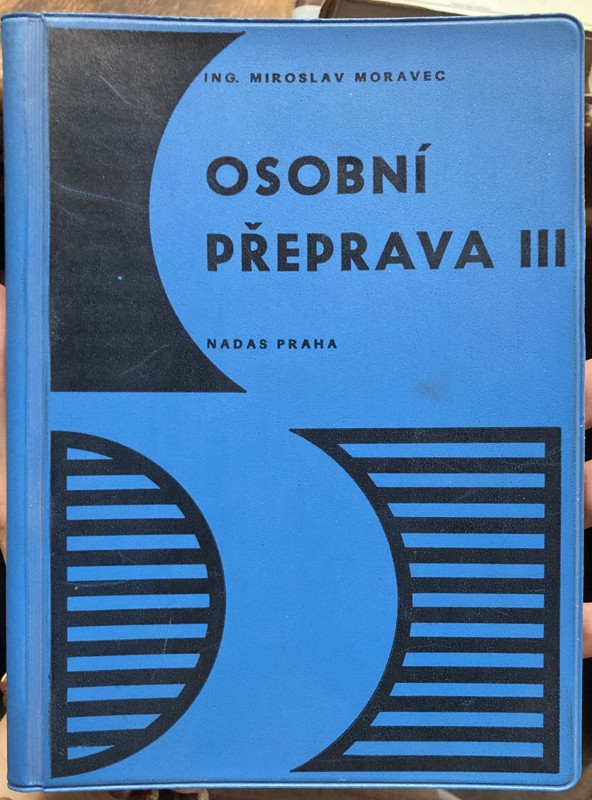 ING. MIROSLAV MORAVEC
OSOBNÍ
PŘEPRAVA III
NADAS PRAHA